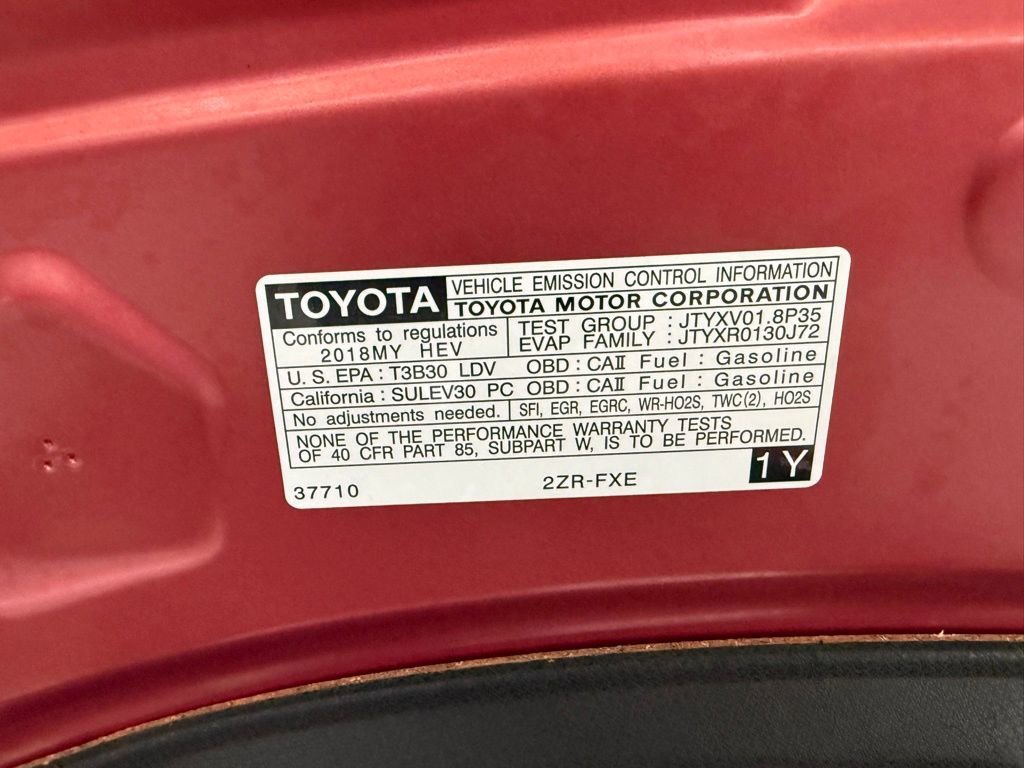 TOYOTA VEHICLE EMISSION CONTROL INFORMATION
TOYOTA MOTOR CORPORATION
Conforms to regulations
2018MY HEV
TEST GROUP : JTYXV01.8P35
EVAP FAMILY : JTYXR0130J72
U. S. EPA : T3B30 LDV OBD : CAⅡ Fuel : Gasoline
California : SULEV30 PC OBD : CAⅡ Fuel : Gasoline
No adjustments needed. SFI, EGR, EGRC, WR-HO2S, TWC(2), HO2S
NONE OF THE PERFORMANCE WARRANTY TESTS
OF 40 CFR PART 85, SUBPART W, IS TO BE PERFORMED.
37710 2ZR-FXE 1Y